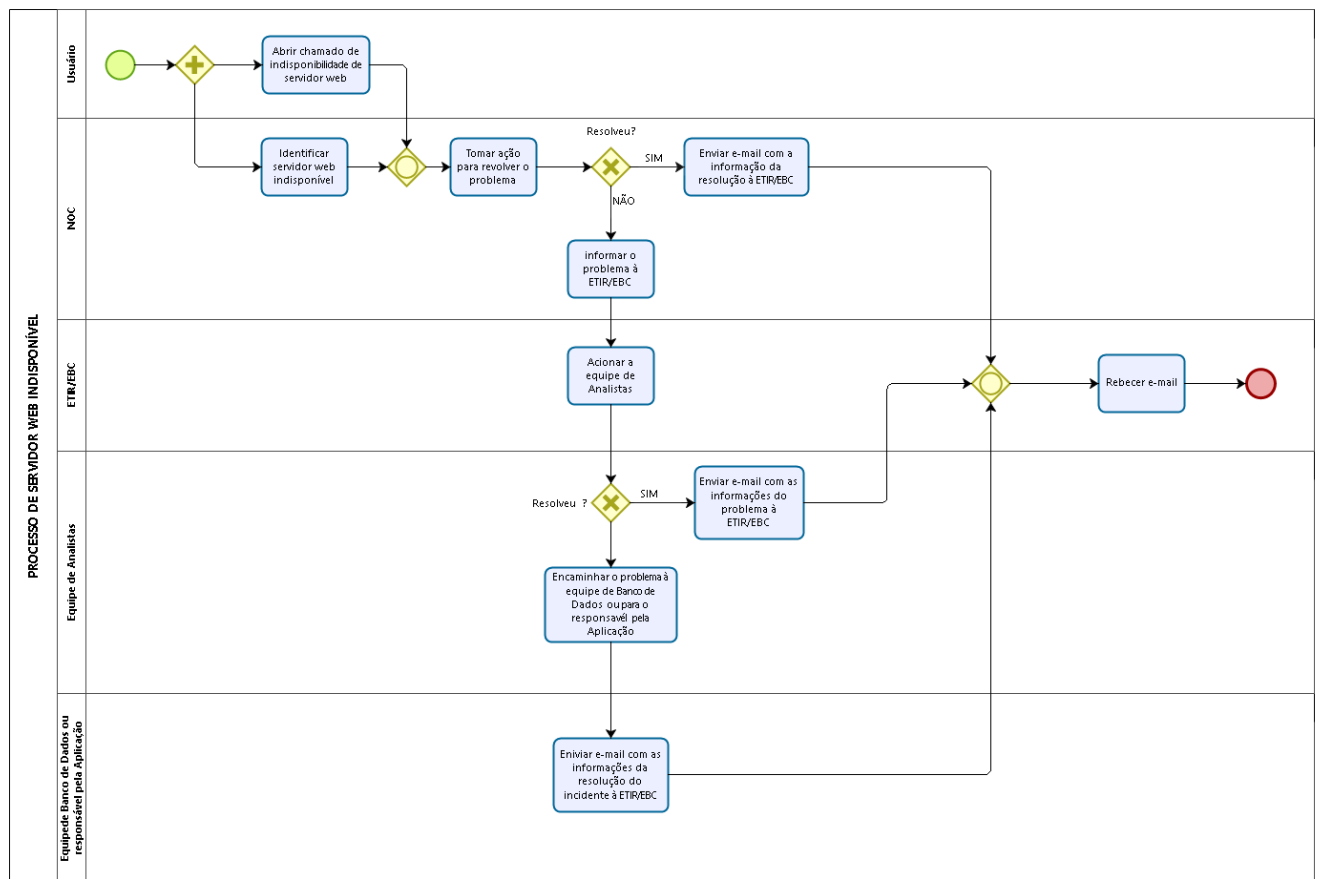 PROCESSO DE SERVIDOR WEB INDISPONÍVEL
Usuário
Abrir chamado de
indisponibilidade de
servidor web
NOC
Identificar
servidor web
indisponível
Tomar ação
para revolver o
problema
Resolveu?
SIM
Enviar e-mail com a
informação da
resolução à ETIR/EBC
NÃO
informar o
problema à
ETIR/EBC
ETIR/EBC
Acionar a
equipe de
Analistas
Rebecer e-mail
Equipe de Analistas
Resolveu ?
SIM
Enviar e-mail com as
informações do
problema à
ETIR/EBC
Encaminhar o problema à
equipe de Banco de
Dados ou para o
responsavél pela
Aplicação
Equipede Banco de Dados ou
responsável pela Aplicação
Eniviar e-mail com as
informações da
resolução do
incidente à ETIR/EBC